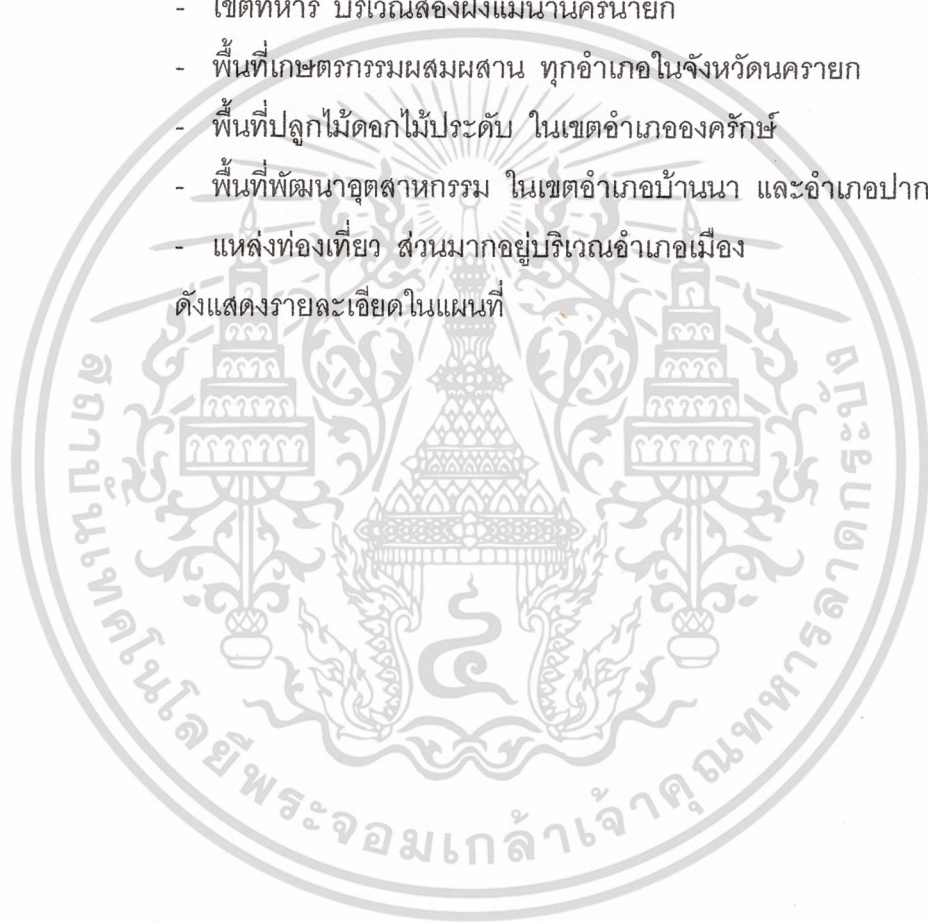 - เขตทหาร บริเวณสองฝั่งแม่น้ำนครนายก
- พื้นที่เกษตรกรรมผสมผสาน ทุกอำเภอในจังหวัดนครายก
- พื้นที่ปลูกไม้ดอกไม้ประดับ ในเขตอำเภอองครักษ์
- พื้นที่พัฒนาอุตสาหกรรม ในเขตอำเภอบ้านนา และอำเภอปาก
- แหล่งท่องเที่ยว ส่วนมากอยู่บริเวณอำเภอเมือง
ดังแสดงรายละเอียดในแผนที่
สถาบันเทคโนโลยีพระจอมเกล้าเจ้าคุณทหารลาดกระบัง